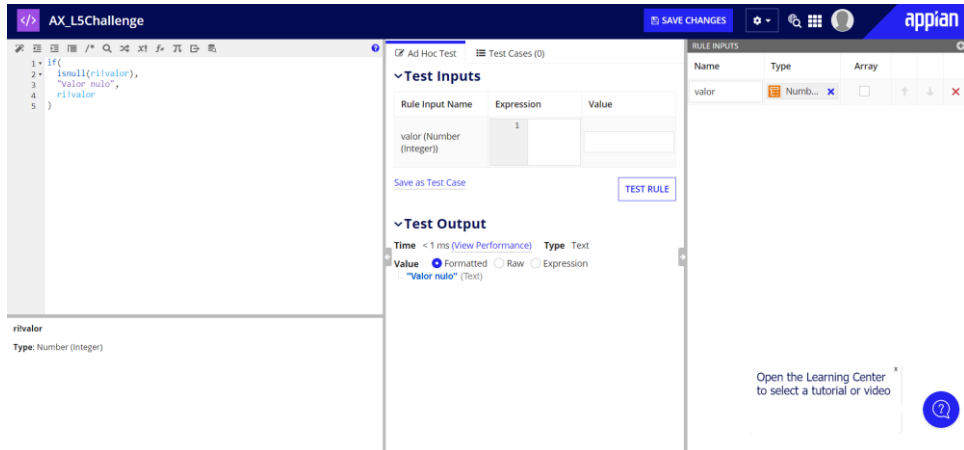 </> AX_L5Challenge
SAVE CHANGES
appian
/* x! fx π
1 if(
2 isnull(ri!valor),
3 "Valor nulo",
4 ri!valor
5 )
ri!valor
Type: Number (Integer)
Ad Hoc Test
Test Cases (0)
Test Inputs
Rule Input Name Expression Value
valor (Number
(Integer))
1
Save as Test Case
TEST RULE
Test Output
Time < 1 ms (View Performance) Type Text
Value Formatted Raw Expression
"Valor nulo" (Text)
RULE INPUTS
Name Type Array
valor Numb...
Open the Learning Center
to select a tutorial or video
x